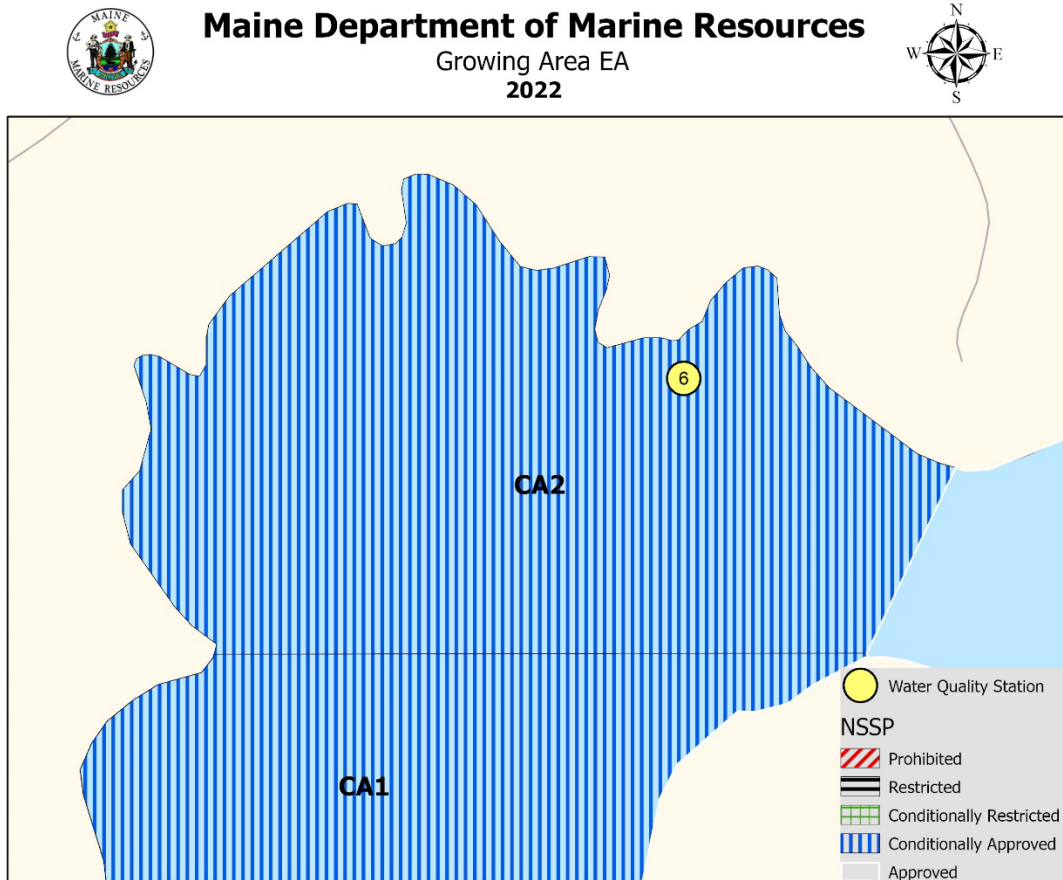 Maine Department of Marine Resources
Growing Area EA
2022
MAINE
MARINE RESOURCES
N
W
E
S
6
CA2
CA1
Water Quality Station
NSSP
Prohibited
Restricted
Conditionally Restricted
Conditionally Approved
Approved